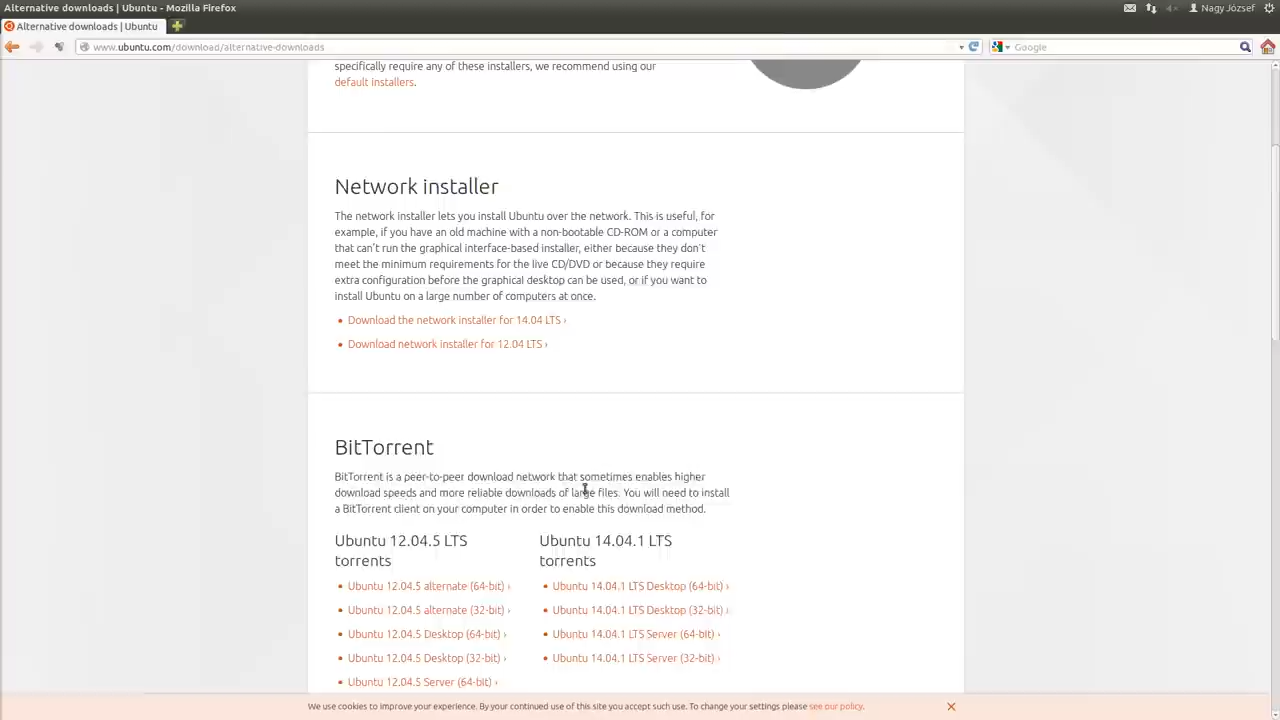 Alternative downloads | Ubuntu - Mozilla Firefox
Nagy József
Alternative downloads | Ubuntu
www.ubuntu.com/download/alternative-downloads
Google
specifically require any of these installers, we recommend using our
default installers.
Network installer
The network installer lets you install Ubuntu over the network. This is useful, for
example, if you have an old machine with a non-bootable CD-ROM or a computer
that can't run the graphical interface-based installer, either because they don't
meet the minimum requirements for the live CD/DVD or because they require
extra configuration before the graphical desktop can be used, or if you want to
install Ubuntu on a large number of computers at once.
Download the network installer for 14.04 LTS ›
Download network installer for 12.04 LTS ›
BitTorrent
BitTorrent is a peer-to-peer download network that sometimes enables higher
download speeds and more reliable downloads of large files. You will need to install
a BitTorrent client on your computer in order to enable this download method.
Ubuntu 12.04.5 LTS
torrents
Ubuntu 12.04.5 alternate (64-bit) ›
Ubuntu 12.04.5 alternate (32-bit) ›
Ubuntu 12.04.5 Desktop (64-bit) ›
Ubuntu 12.04.5 Desktop (32-bit) ›
Ubuntu 12.04.5 Server (64-bit) ›
Ubuntu 14.04.1 LTS
torrents
Ubuntu 14.04.1 LTS Desktop (64-bit) ›
Ubuntu 14.04.1 LTS Desktop (32-bit) ›
Ubuntu 14.04.1 LTS Server (64-bit) ›
Ubuntu 14.04.1 LTS Server (32-bit) ›
We use cookies to improve your experience. By your continued use of this site you accept such use. To change your settings please see our policy.